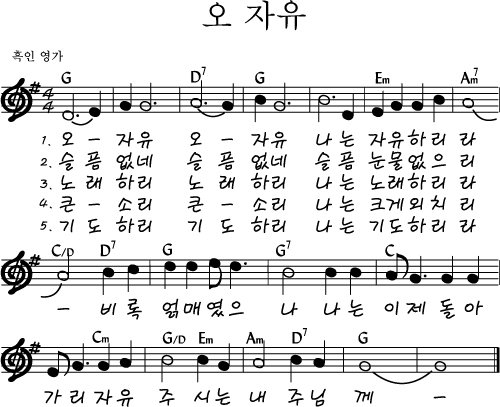 오 자유
흑인 영가
G D7 G Em Am7
4
4
1. 오 - 자유 오 - 자유 나는 자유하리 라
2. 슬픔 없네 슬픔 없네 슬픔 눈물없으 리
3. 노래 하리 노래 하리 나는 노래하리 라
4. 큰 - 소리 큰 - 소리 나는 크게외치 리
5. 기도 하리 기도 하리 나는 기도하리 라
C/D D7 G G7 C
- 비록 얽매였으 나 나는 이제 돌아
Cm G/D Em Am D7 G
가리자유 주 시는 내 주님 께 -